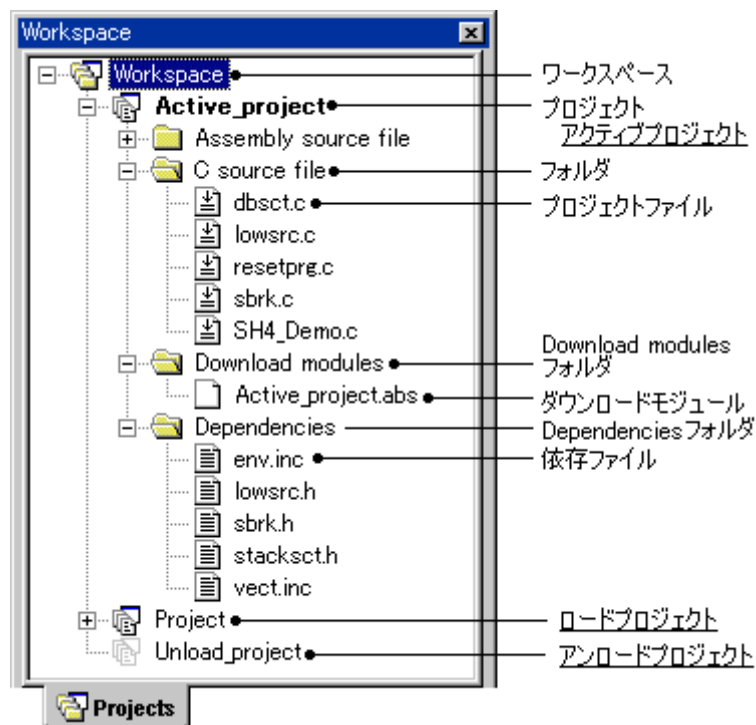 Workspace
Workspace ワークスペース
Active_project プロジェクト
アクティブプロジェクト
Assembly source file
C source file フォルダ
dbsct.c プロジェクトファイル
lowsrc.c
resetprg.c
sbrk.c
SH4_Demo.c
Download modules Download modules
フォルダ
Active_project.abs ダウンロードモジュール
Dependencies Dependenciesフォルダ
env.inc 依存ファイル
lowsrc.h
sbrk.h
stacksct.h
vect.inc
Project ロードプロジェクト
Unload_project アンロードプロジェクト
Projects